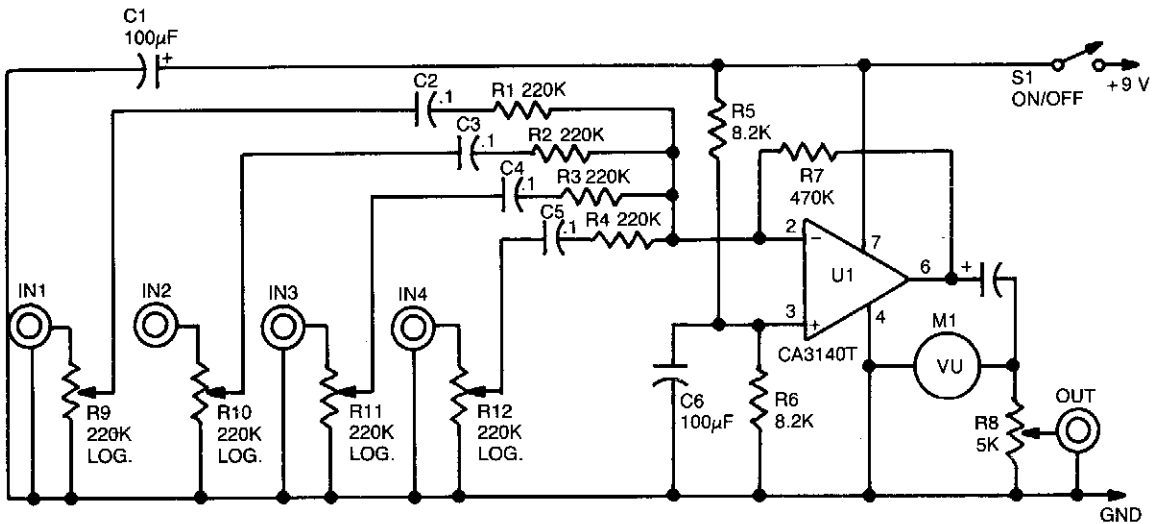 C1
100µF
+
C2
.1
R1 220K
C3
.1
R2 220K
C4
.1
R3 220K
C5
.1
R4 220K
R5
8.2K
S1
ON/OFF
+9 V
R7
470K
2
−
7
U1
6
+
3
+
4
CA3140T
M1
VU
IN1
IN2
IN3
IN4
R9
220K
LOG.
R10
220K
LOG.
R11
220K
LOG.
R12
220K
LOG.
C6
100µF
R6
8.2K
R8
5K
OUT
GND